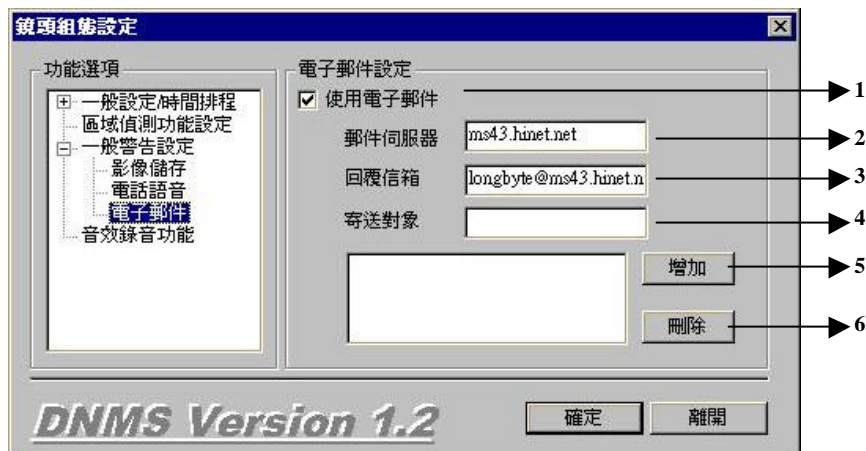 鏡頭組態設定
功能選項
一般設定/時間排程
區域偵測功能設定
一般警告設定
影像儲存
電話語音
電子郵件
音效錄音功能
電子郵件設定
使用電子郵件
1
郵件伺服器 ms43.hinet.net
2
回覆信箱 longbyte@ms43.hinet.n
3
寄送對象
4
增加
5
刪除
6
DNMS Version 1.2
確定
離開